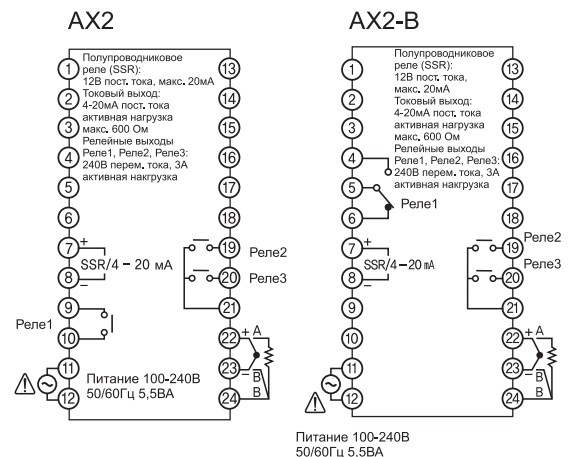 AX2
AX2-B
Полупроводниковое
реле (SSR):
12В пост. тока, макс. 20мА
Токовый выход:
4-20мА пост. тока
активная нагрузка
макс. 600 Ом
Релейные выходы
Реле1, Реле2, Реле3:
240В перем. тока, 3А
активная накгрузка
1
2
3
4
5
6
7
8
9
10
11
12
13
14
15
16
17
18
19
20
21
22
23
24
+
SSR/4 – 20 мА
–
Реле1
Реле2
Реле3
+ A
– B
B
Питание 100-240В
50/60Гц 5,5ВА
Полупроводниковое
реле (SSR):
12В пост. тока,
макс. 20мА
Токовый выход:
4-20мА пост. тока
активная нагрузка
макс. 600 Ом
Релейные выходы
Реле1, Реле2, Реле3:
240В перем. тока, 3А
активная накгрузка
1
2
3
4
5
6
7
8
9
10
11
12
13
14
15
16
17
18
19
20
21
22
23
24
Реле1
+
SSR/4–20 mA
–
Реле2
Реле3
+ A
– B
B
Питание 100-240В
50/60Гц 5,5ВА